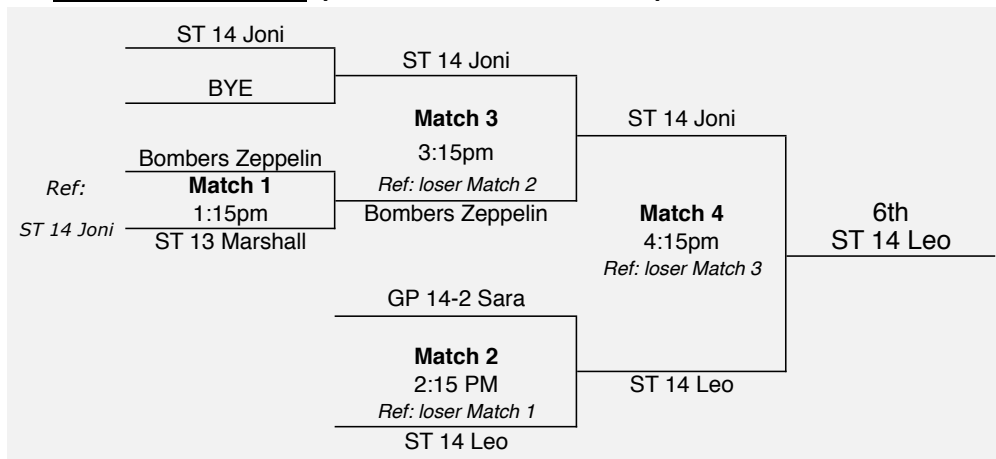 ST 14 Joni
BYE
ST 14 Joni
Match 3
3:15pm
Ref: loser Match 2
Bombers Zeppelin
Ref:
ST 14 Joni
Bombers Zeppelin
Match 1
1:15pm
ST 13 Marshall
ST 14 Joni
Match 4
4:15pm
Ref: loser Match 3
6th
ST 14 Leo
GP 14-2 Sara
Match 2
2:15 PM
Ref: loser Match 1
ST 14 Leo
ST 14 Leo